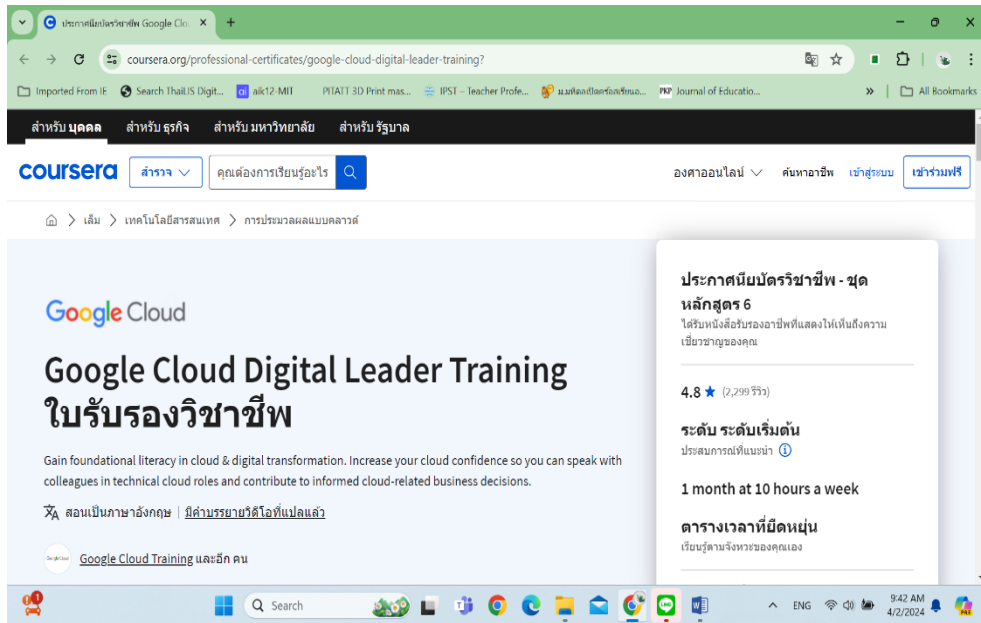 ประกาศนียบัตรวิชาชีพ Google Clo
coursera.org/professional-certificates/google-cloud-digital-leader-training?
Imported From IE
Search ThaiLIS Digit...
aik12-MIT
PITATT 3D Print mas...
IPST – Teacher Profe...
Journal of Educatio...
All Bookmarks
สำหรับ บุคคล สำหรับ ธุรกิจ สำหรับ มหาวิทยาลัย สำหรับ รัฐบาล
coursera สำรวจ คุณต้องการเรียนรู้อะไร องศาออนไลน์ ค้นหาอาชีพ เข้าสู่ระบบ เข้าร่วมฟรี
เล็ม เทคโนโลยีสารสนเทศ การประมวลผลแบบคลาวด์
Google Cloud
Google Cloud Digital Leader Training
ใบรับรองวิชาชีพ
Gain foundational literacy in cloud & digital transformation. Increase your cloud confidence so you can speak with
colleagues in technical cloud roles and contribute to informed cloud-related business decisions.
สอนเป็นภาษาอังกฤษ | มีคำบรรยายวิดีโอที่แปลแล้ว
Google Cloud Training และอีก คน
ประกาศนียบัตรวิชาชีพ - ชุด
หลักสูตร 6
ได้รับหนังสือรับรองอาชีพที่แสดงให้เห็นถึงความ
เชี่ยวชาญของคุณ
4.8 ★ (2,299 รีวิว)
ระดับ ระดับเริ่มต้น
ประสบการณ์ที่แนะนำ
1 month at 10 hours a week
ตารางเวลาที่ยืดหยุ่น
เรียนรู้ตามจังหวะของคุณเอง
Search
ENG
9:42 AM
4/2/2024